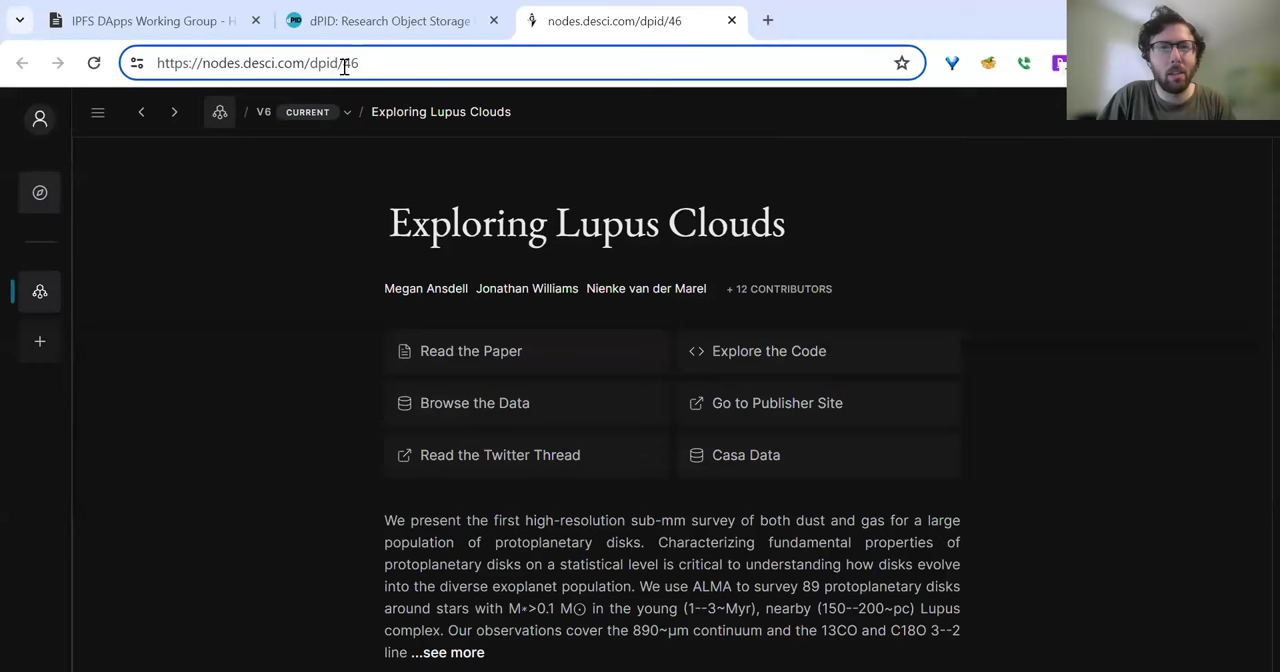 IPFS DApps Working Group - H
dPID: Research Object Storage
nodes.desci.com/dpid/46
https://nodes.desci.com/dpid/46
/ V6 CURRENT / Exploring Lupus Clouds
Exploring Lupus Clouds
Megan Ansdell Jonathan Williams Nienke van der Marel + 12 CONTRIBUTORS
Read the Paper
Explore the Code
Browse the Data
Go to Publisher Site
Read the Twitter Thread
Casa Data
We present the first high-resolution sub-mm survey of both dust and gas for a large
population of protoplanetary disks. Characterizing fundamental properties of
protoplanetary disks on a statistical level is critical to understanding how disks evolve
into the diverse exoplanet population. We use ALMA to survey 89 protoplanetary disks
around stars with M∗>0.1 M⊙ in the young (1--3~Myr), nearby (150--200~pc) Lupus
complex. Our observations cover the 890~μm continuum and the 13CO and C18O 3--2
line ...see more